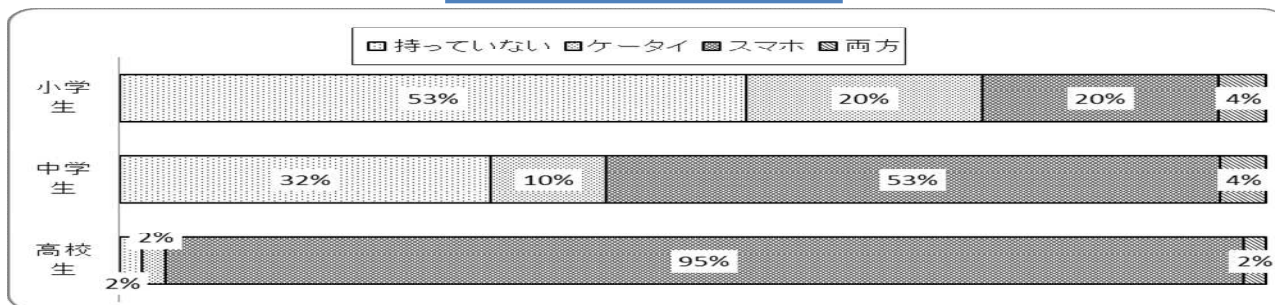 持っていない ケータイ スマホ 両方
小学生
53% 20% 20% 4%
中学生
32% 10% 53% 4%
高校生
2% 2% 95% 2%